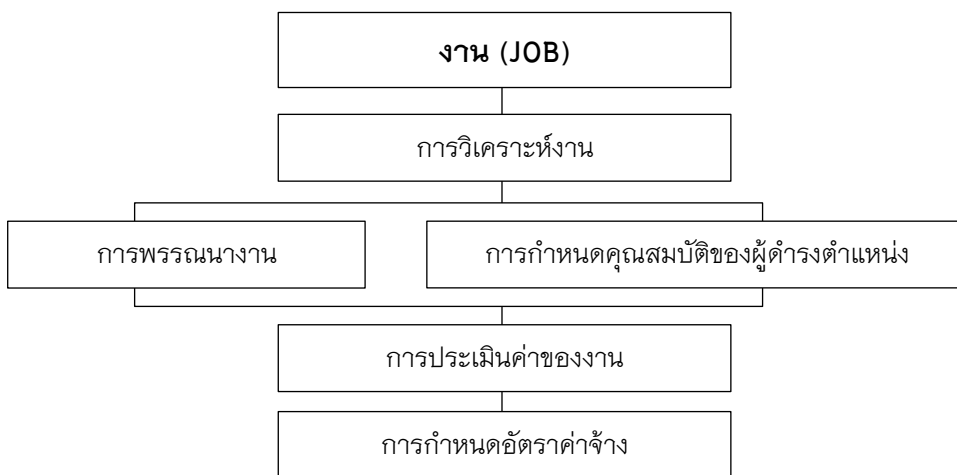 งาน (JOB)
การวิเคราะห์งาน
การพรรณนางาน
การกำหนดคุณสมบัติของผู้ดำรงตำแหน่ง
การประเมินค่าของงาน
การกำหนดอัตราค่าจ้าง